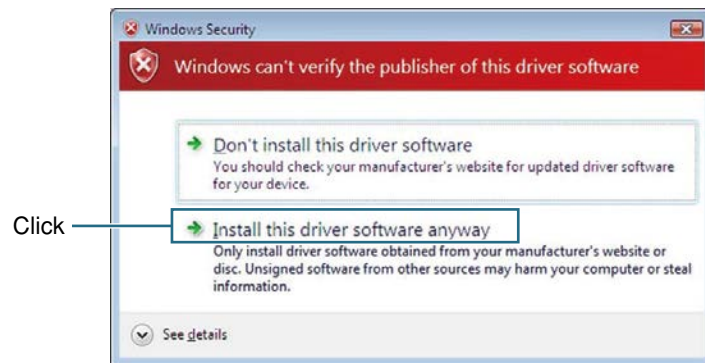 Windows Security
Windows can't verify the publisher of this driver software
Don't install this driver software
You should check your manufacturer's website for updated driver software
for your device.
Click
Install this driver software anyway
Only install driver software obtained from your manufacturer's website or
disc. Unsigned software from other sources may harm your computer or steal
information.
See details